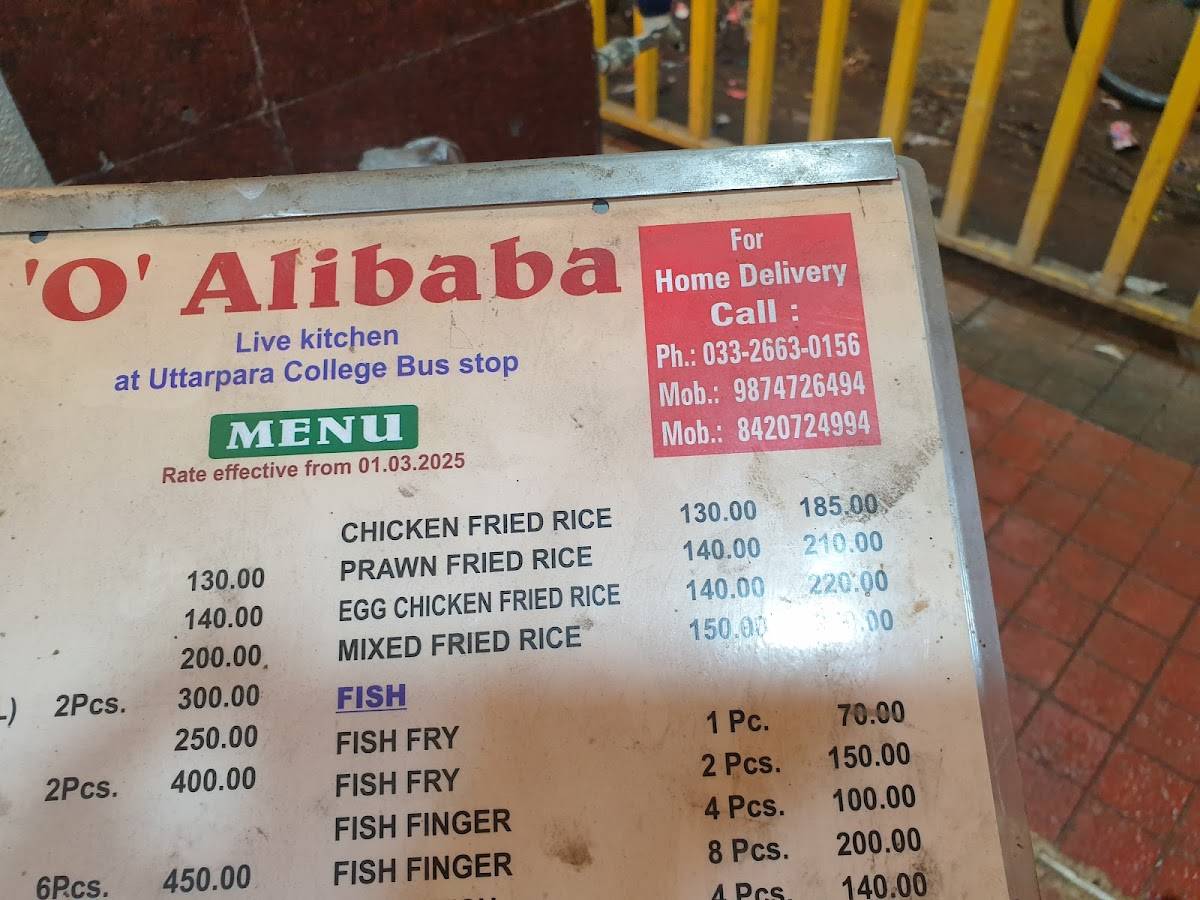 'O' Alibaba
Live kitchen
at Uttarpara College Bus stop
MENU
Rate effective from 01.03.2025
For
Home Delivery
Call :
Ph.: 033-2663-0156
Mob.: 9874726494
Mob.: 8420724994
130.00
140.00
200.00
2Pcs. 300.00
250.00
2Pcs. 400.00
6Pcs. 450.00
CHICKEN FRIED RICE 130.00 185.00
PRAWN FRIED RICE 140.00 210.00
EGG CHICKEN FRIED RICE 140.00 220.00
MIXED FRIED RICE 150.00
FISH
FISH FRY 1 Pc. 70.00
FISH FRY 2 Pcs. 150.00
FISH FINGER 4 Pcs. 100.00
FISH FINGER 8 Pcs. 200.00
4 Pcs. 140.00